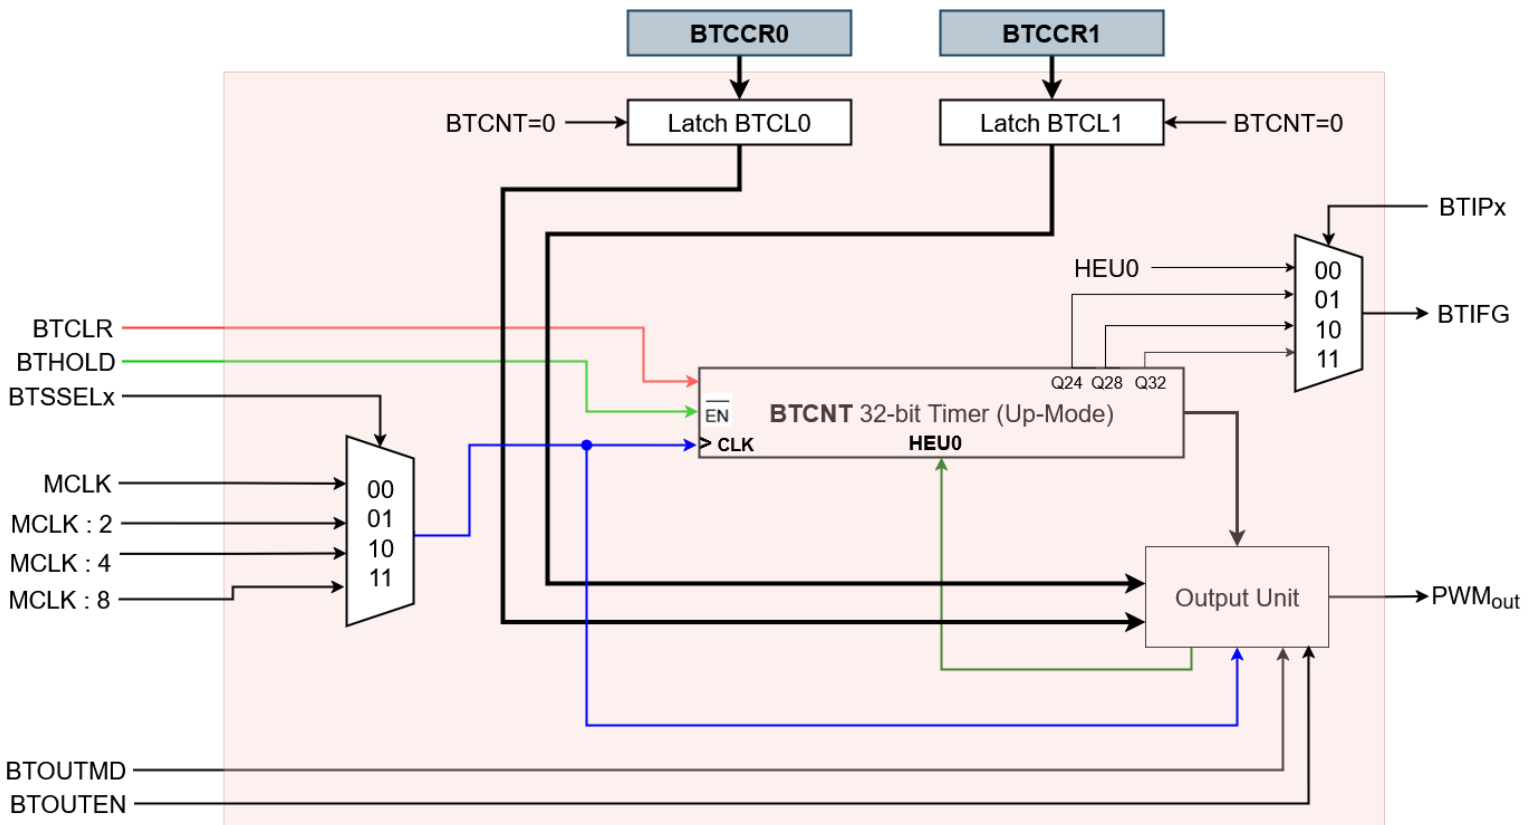 BTCCR0
BTCCR1
BTCNT=0
Latch BTCL0
Latch BTCL1
BTCNT=0
BTIPx
HEU0
00
01
10
11
BTIFG
BTCLR
BTHOLD
BTSSELx
Q24 Q28 Q32
EN
BTCNT 32-bit Timer (Up-Mode)
> CLK
HEU0
MCLK
MCLK : 2
MCLK : 4
MCLK : 8
00
01
10
11
Output Unit
PWMout
BTOUTMD
BTOUTEN